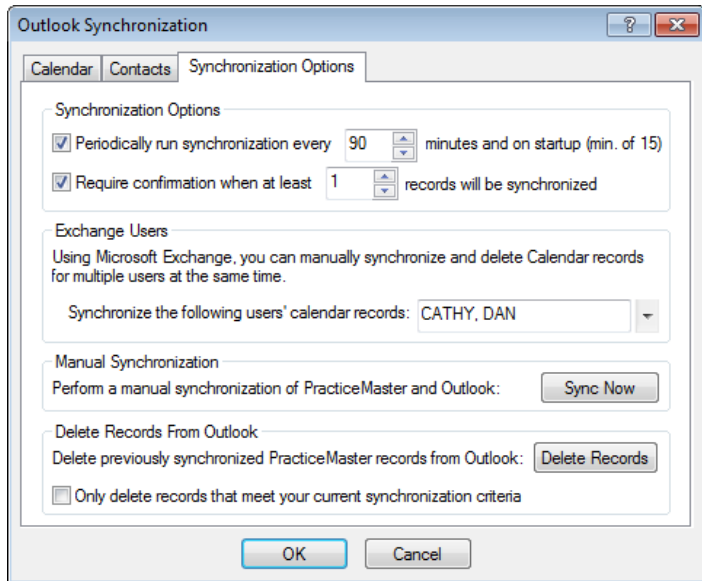 Outlook Synchronization
Calendar Contacts Synchronization Options
Synchronization Options
Periodically run synchronization every 90 minutes and on startup (min. of 15)
Require confirmation when at least 1 records will be synchronized
Exchange Users
Using Microsoft Exchange, you can manually synchronize and delete Calendar records
for multiple users at the same time.
Synchronize the following users' calendar records: CATHY, DAN
Manual Synchronization
Perform a manual synchronization of PracticeMaster and Outlook: Sync Now
Delete Records From Outlook
Delete previously synchronized PracticeMaster records from Outlook: Delete Records
Only delete records that meet your current synchronization criteria
OK Cancel